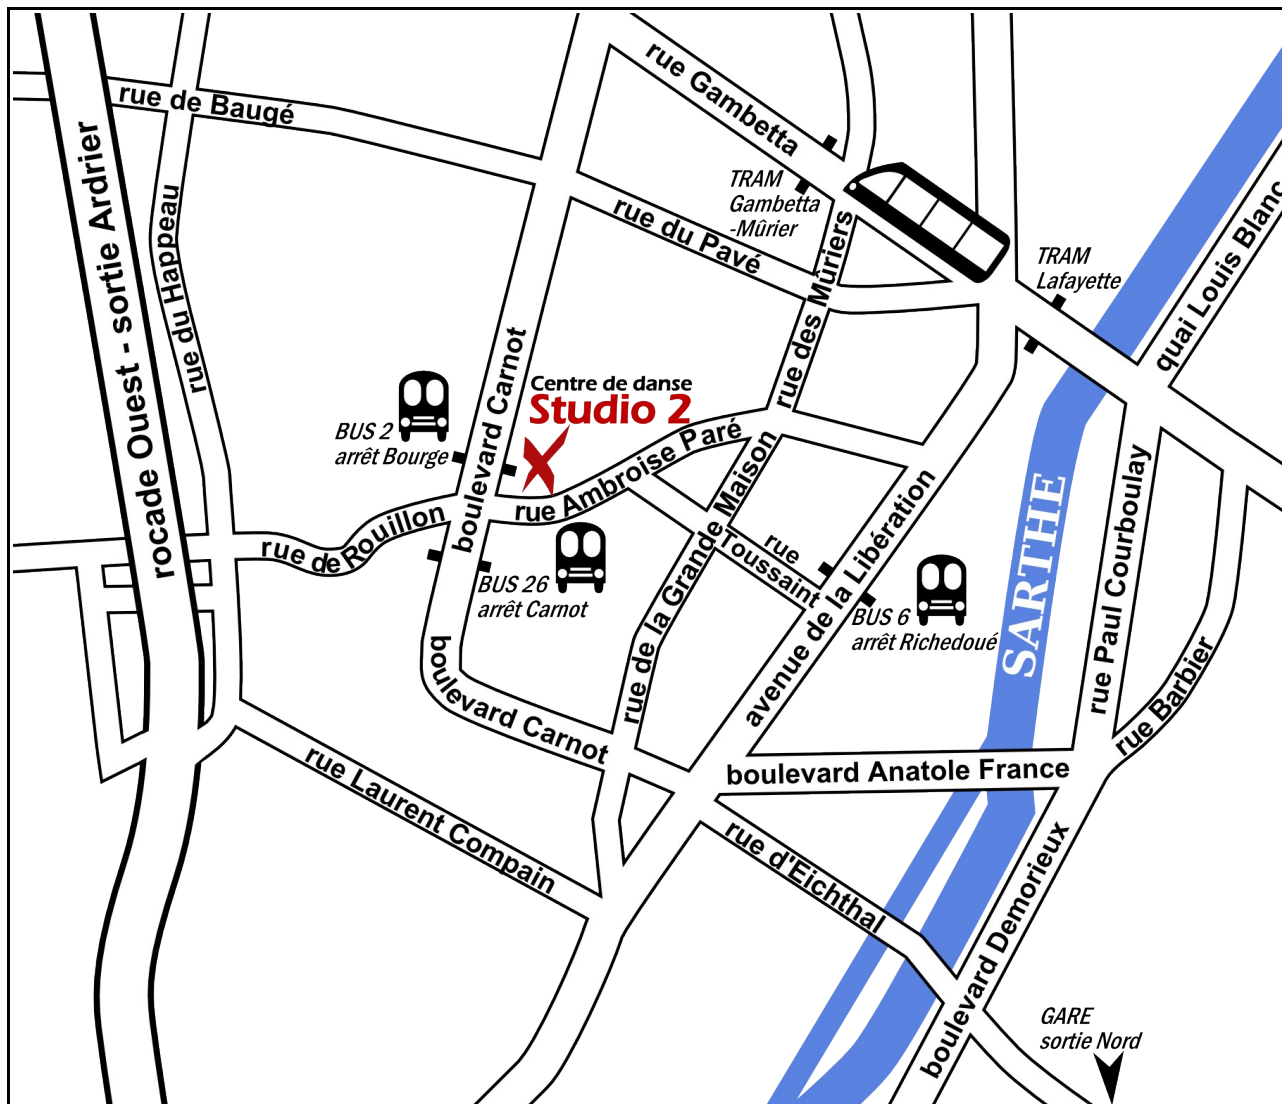 rue Gambetta
rue de Baugé
rocade Ouest - sortie Ardrier
rue du Happeau
TRAM
Gambetta
-Mûrier
rue du Pavé
rue des Mûriers
TRAM
Lafayette
quai Louis Blanc
boulevard Carnot
Centre de danse
Studio 2
BUS 2
arrêt Bourge
rue Ambroise Paré
rue de Rouillon
BUS 26
arrêt Carnot
rue de la Grande Maison
rue
Toussaint
avenue de la Libération
BUS 6
arrêt Richedoué
SARTHE
rue Paul Courboulay
rue Barbier
boulevard Carnot
boulevard Anatole France
rue Laurent Compain
rue d'Eichthal
boulevard Demorieux
GARE
sortie Nord